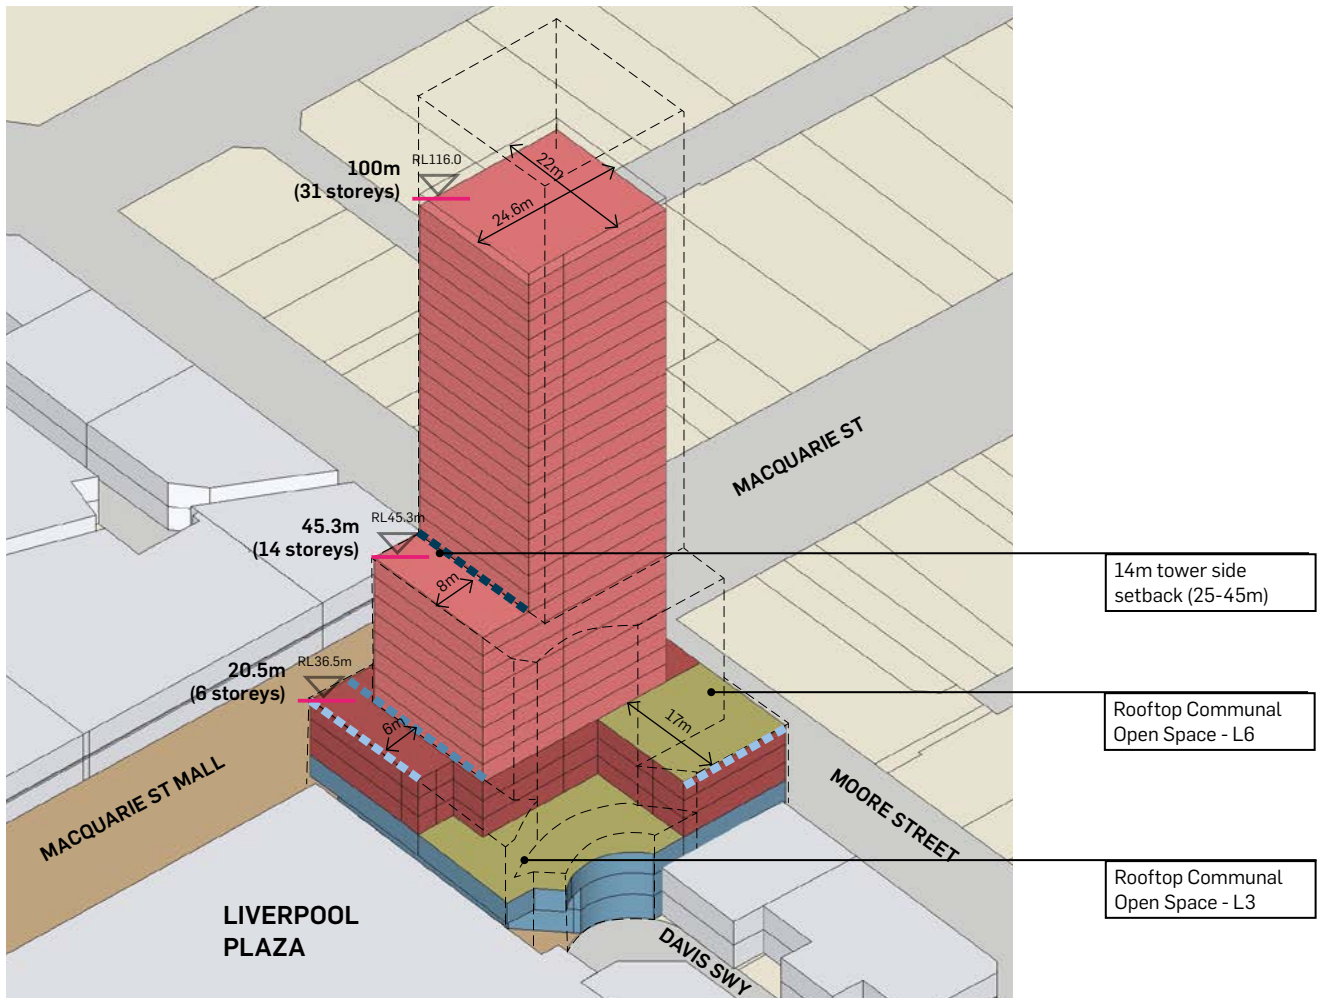 100m
(31 storeys)
RL116.0
22m
24.6m
MACQUARIE ST
45.3m
(14 storeys)
RL45.3m
8m
14m tower side
setback (25-45m)
20.5m
(6 storeys)
RL36.5m
6m
17m
Rooftop Communal
Open Space - L6
MACQUARIE ST MALL
MOORE STREET
Rooftop Communal
Open Space - L3
LIVERPOOL
PLAZA
DAVIS SWY